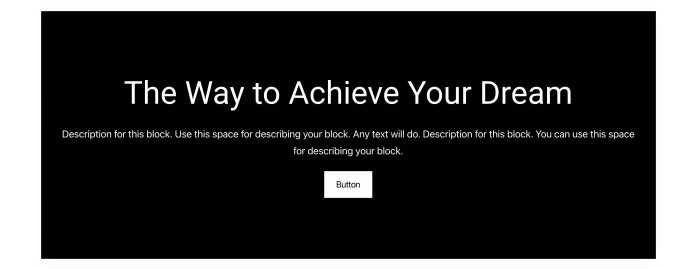 The Way to Achieve Your Dream
Description for this block. Use this space for describing your block. Any text will do. Description for this block. You can use this space
for describing your block.
Button